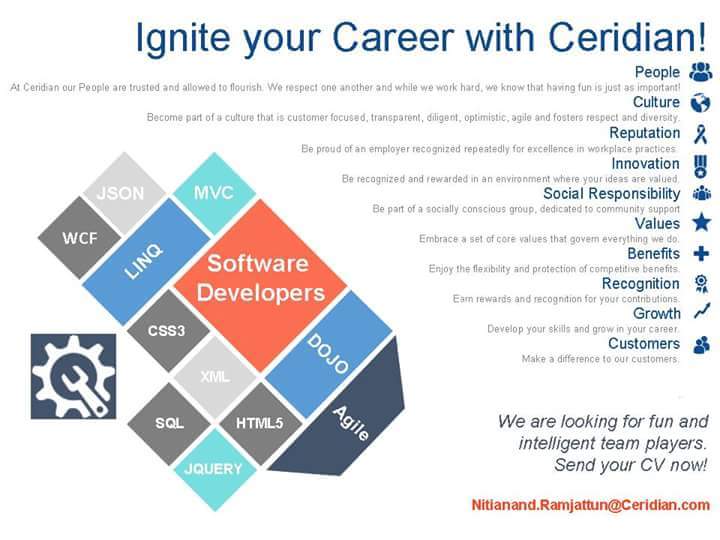 Ignite your Career with Ceridian!
People
At Ceridian our People are trusted and allowed to flourish. We respect one another and while we work hard, we know that having fun is just as important!
Culture
Become part of a culture that is customer focused, transparent, diligent, optimistic, agile and fosters respect and diversity.
Reputation
Be proud of an employer recognized repeatedly for excellence in workplace practices.
Innovation
Be recognized and rewarded in an environment where your ideas are valued.
Social Responsibility
Be part of a socially conscious group, dedicated to community support
Values
Embrace a set of core values that govern everything we do.
Benefits
Enjoy the flexibility and protection of competitive benefits.
Recognition
Earn rewards and recognition for your contributions.
Growth
Develop your skills and grow in your career.
Customers
Make a difference to our customers.
JSON
MVC
WCF
LINQ
Software
Developers
CSS3
DOJO
XML
SQL
HTML5
Agile
JQUERY
We are looking for fun and
intelligent team players.
Send your CV now!
Nitianand.Ramjattun@Ceridian.com